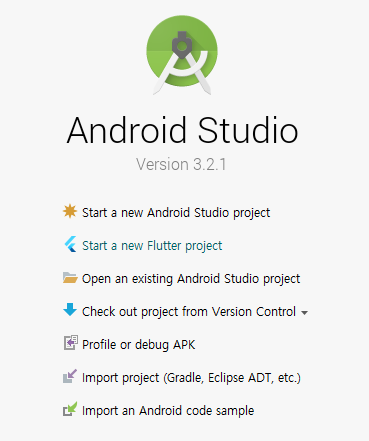 Android Studio
Version 3.2.1
Start a new Android Studio project
Start a new Flutter project
Open an existing Android Studio project
Check out project from Version Control
Profile or debug APK
Import project (Gradle, Eclipse ADT, etc.)
Import an Android code sample